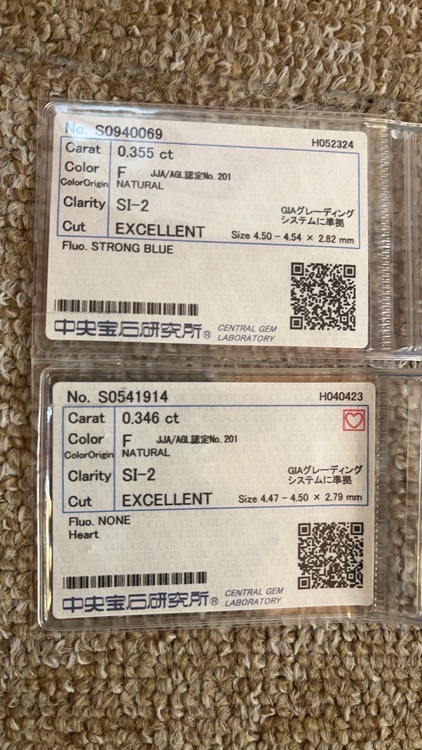 No. S0940069 H052324
Carat 0.355 ct
Color F JJA/AGL認定No. 201
ColorOrigin NATURAL
Clarity SI-2 GIAグレーディング
システムに準拠
Cut EXCELLENT Size 4.50 - 4.54 × 2.82 mm
Fluo. STRONG BLUE
中央宝石研究所® CENTRAL GEM
LABORATORY
No. S0541914 H040423
Carat 0.346 ct
Color F JJA/AGL認定No. 201
ColorOrigin NATURAL
Clarity SI-2 GIAグレーディング
システムに準拠
Cut EXCELLENT Size 4.47 - 4.50 × 2.79 mm
Fluo. NONE
Heart
中央宝石研究所® CENTRAL GEM
LABORATORY